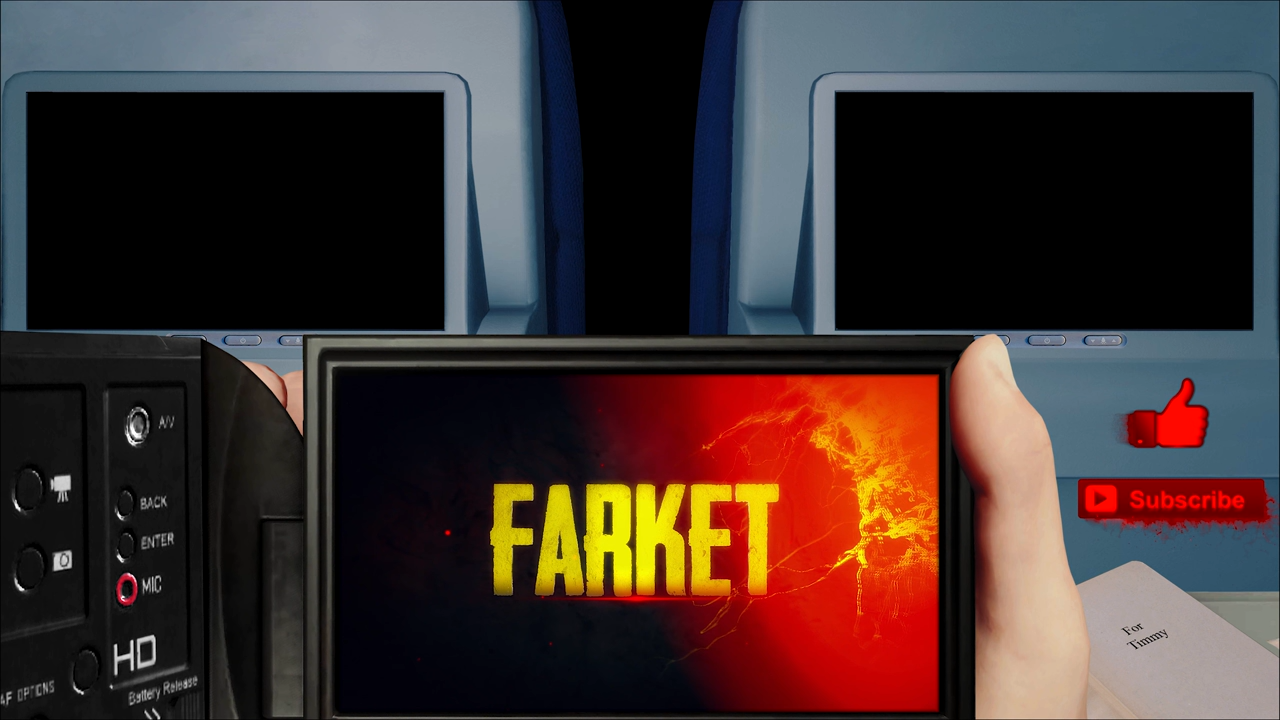 A/V
BACK
ENTER
MIC
HD
AF OPTIONS
Battery Release
FARKET
Subscribe
For
Timmy